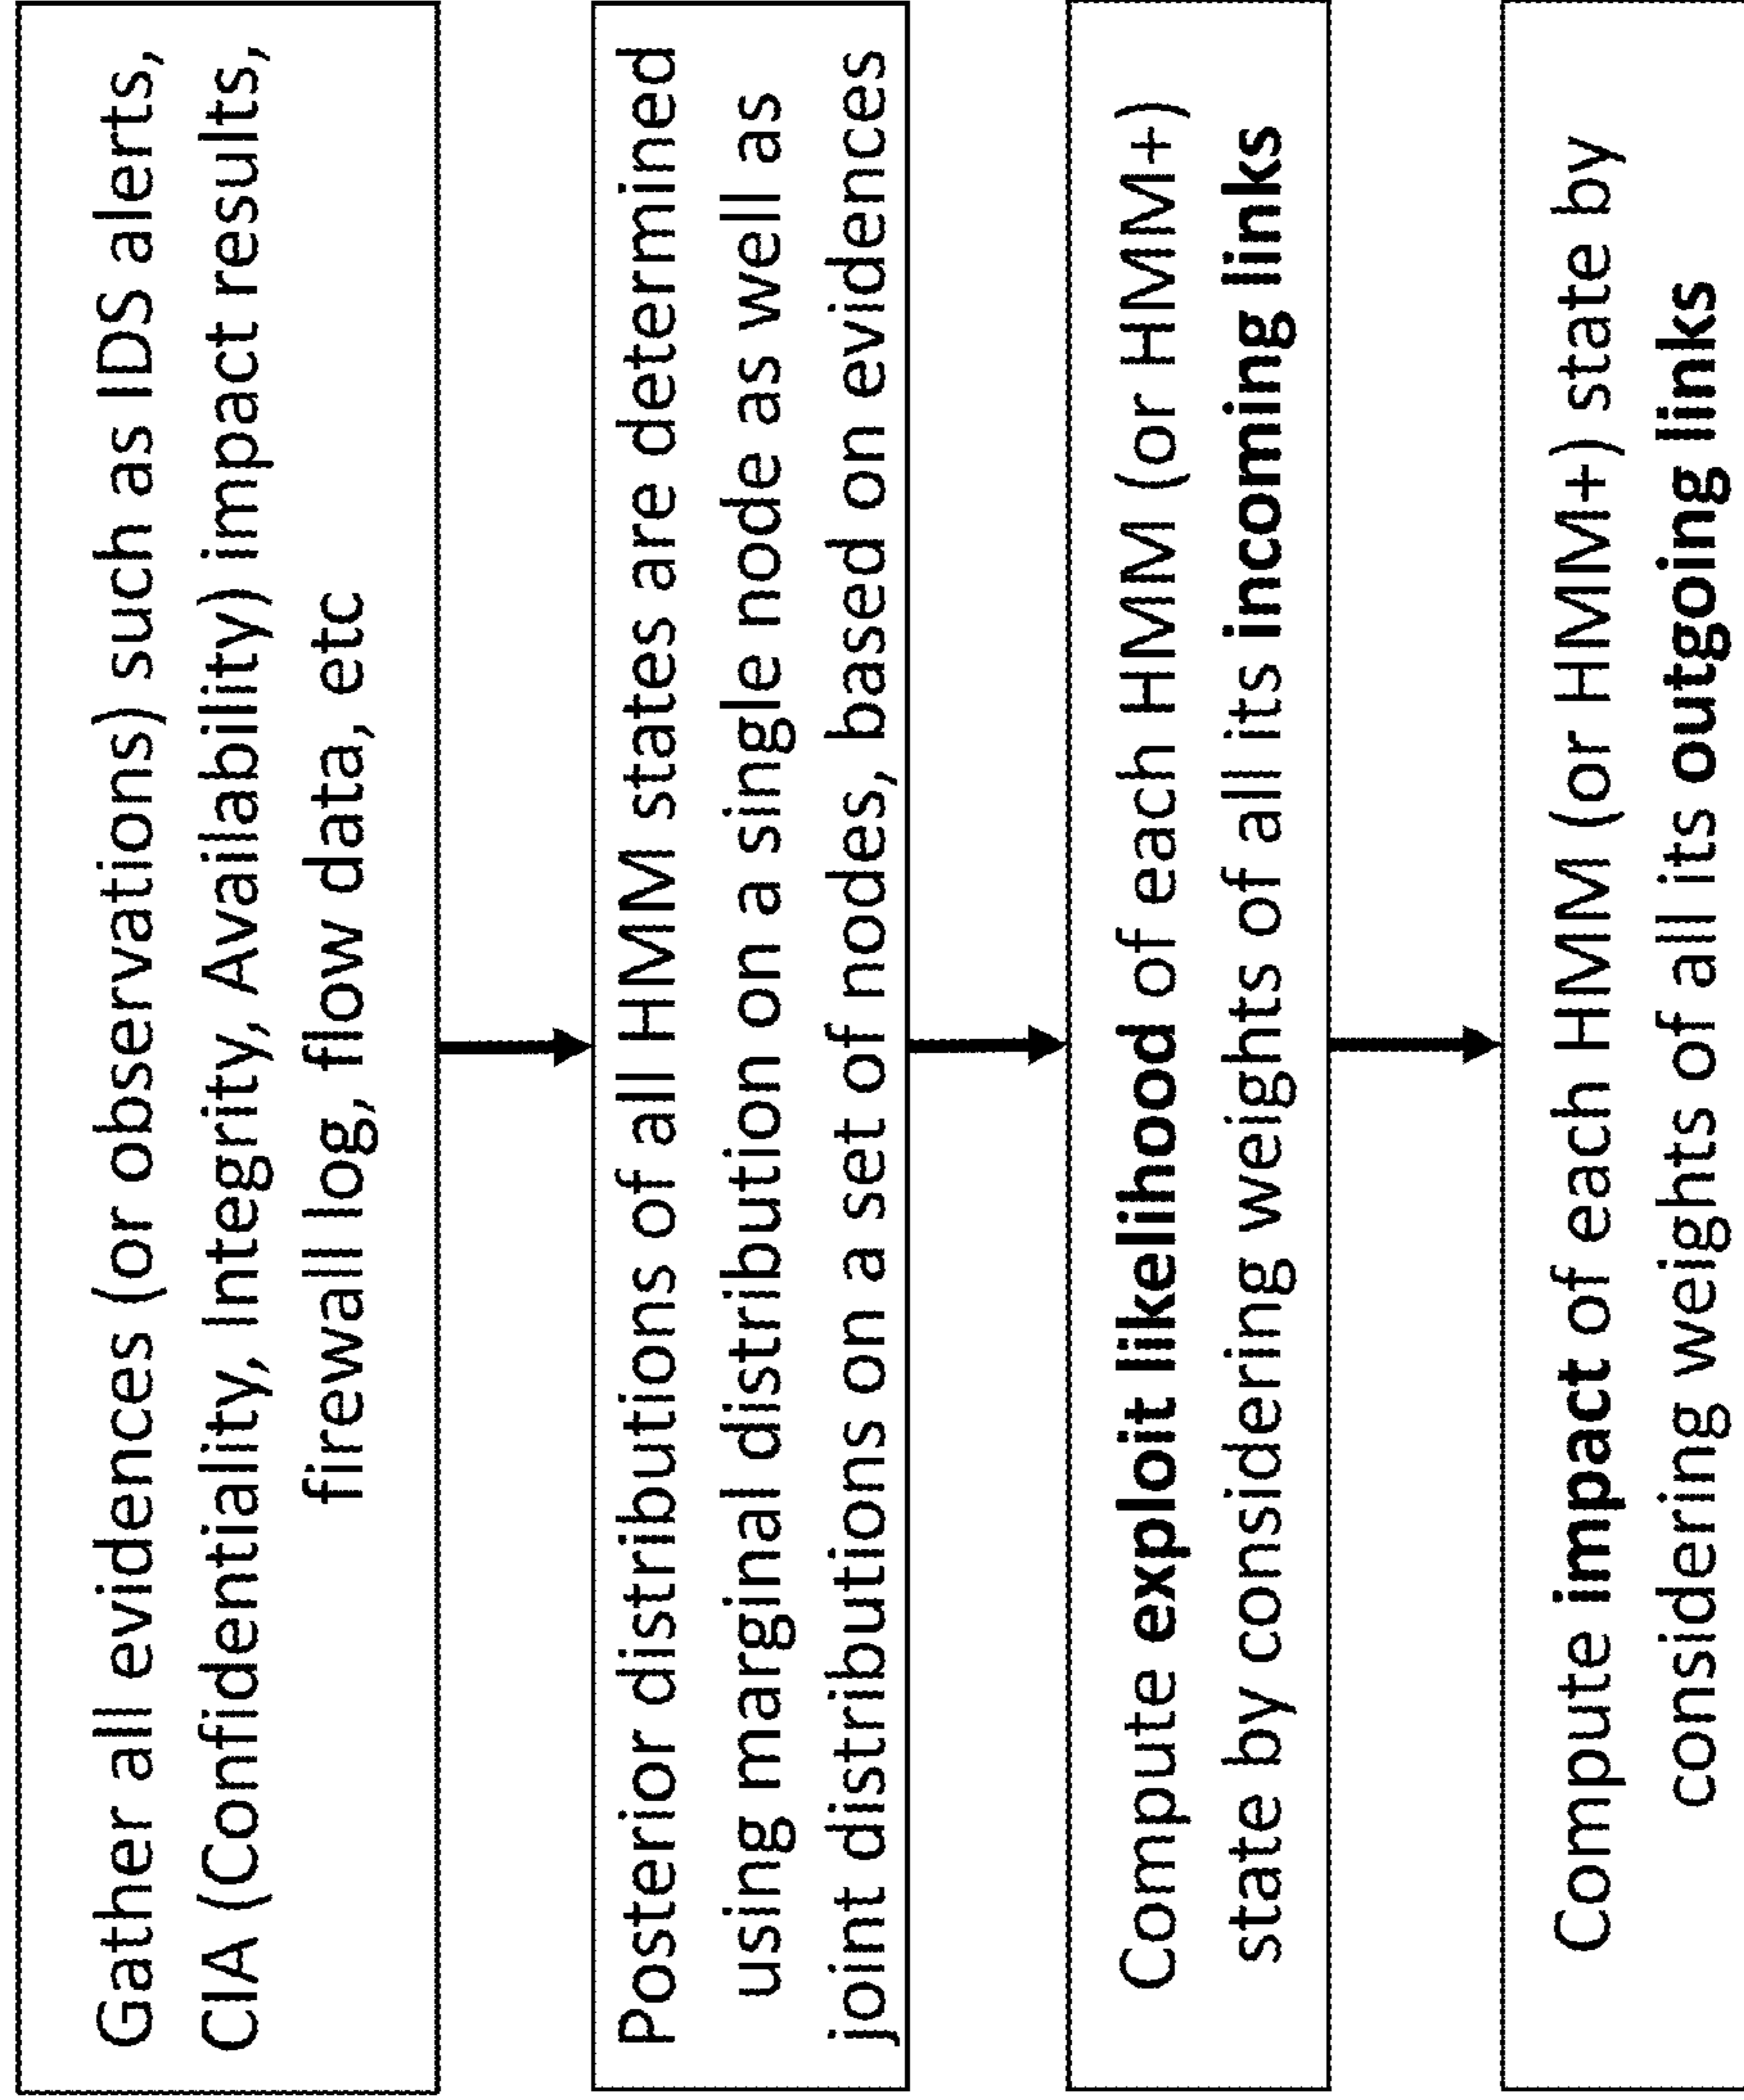 Gather all evidences (or observations) such as IDS alerts,
CIA (Confidentiality, Integrity, Availability) impact results,
firewall log, flow data, etc
Posterior distributions of all HMM states are determined
using marginal distribution on a single node as well as
joint distributions on a set of nodes, based on evidences
Compute exploit likelihood of each HMM (or HMM+)
state by considering weights of all its incoming links
Compute impact of each HMM (or HMM+) state by
considering weights of all its outgoing links